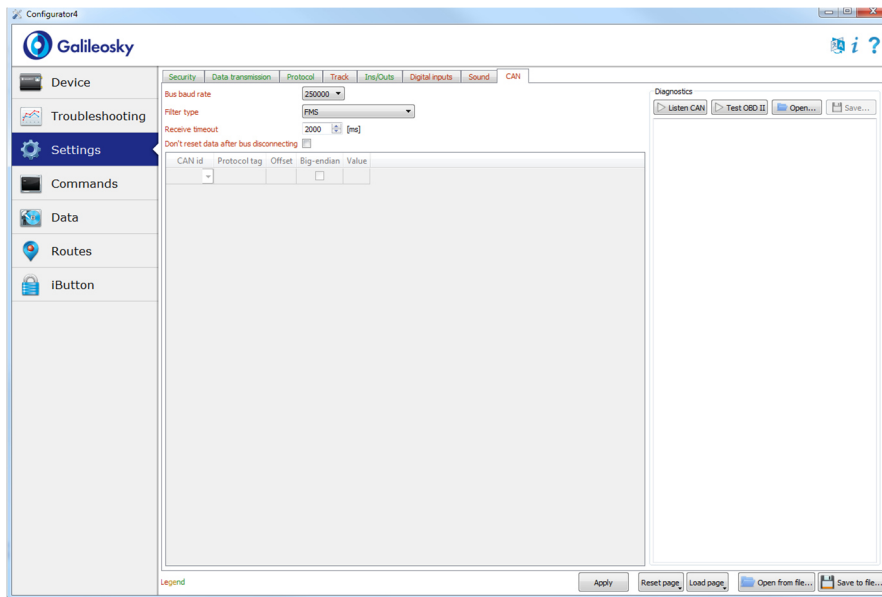 Configurator4
Galileosky
Device
Troubleshooting
Settings
Commands
Data
Routes
iButton
Security Data transmission Protocol Track Ins/Outs Digital inputs Sound CAN
Bus baud rate 250000
Filter type FMS
Receive timeout 2000 [ms]
Don't reset data after bus disconnecting
CAN id Protocol tag Offset Big-endian Value
Diagnostics
Listen CAN Test OBD II Open... Save...
Legend
Apply Reset page Load page Open from file... Save to file...